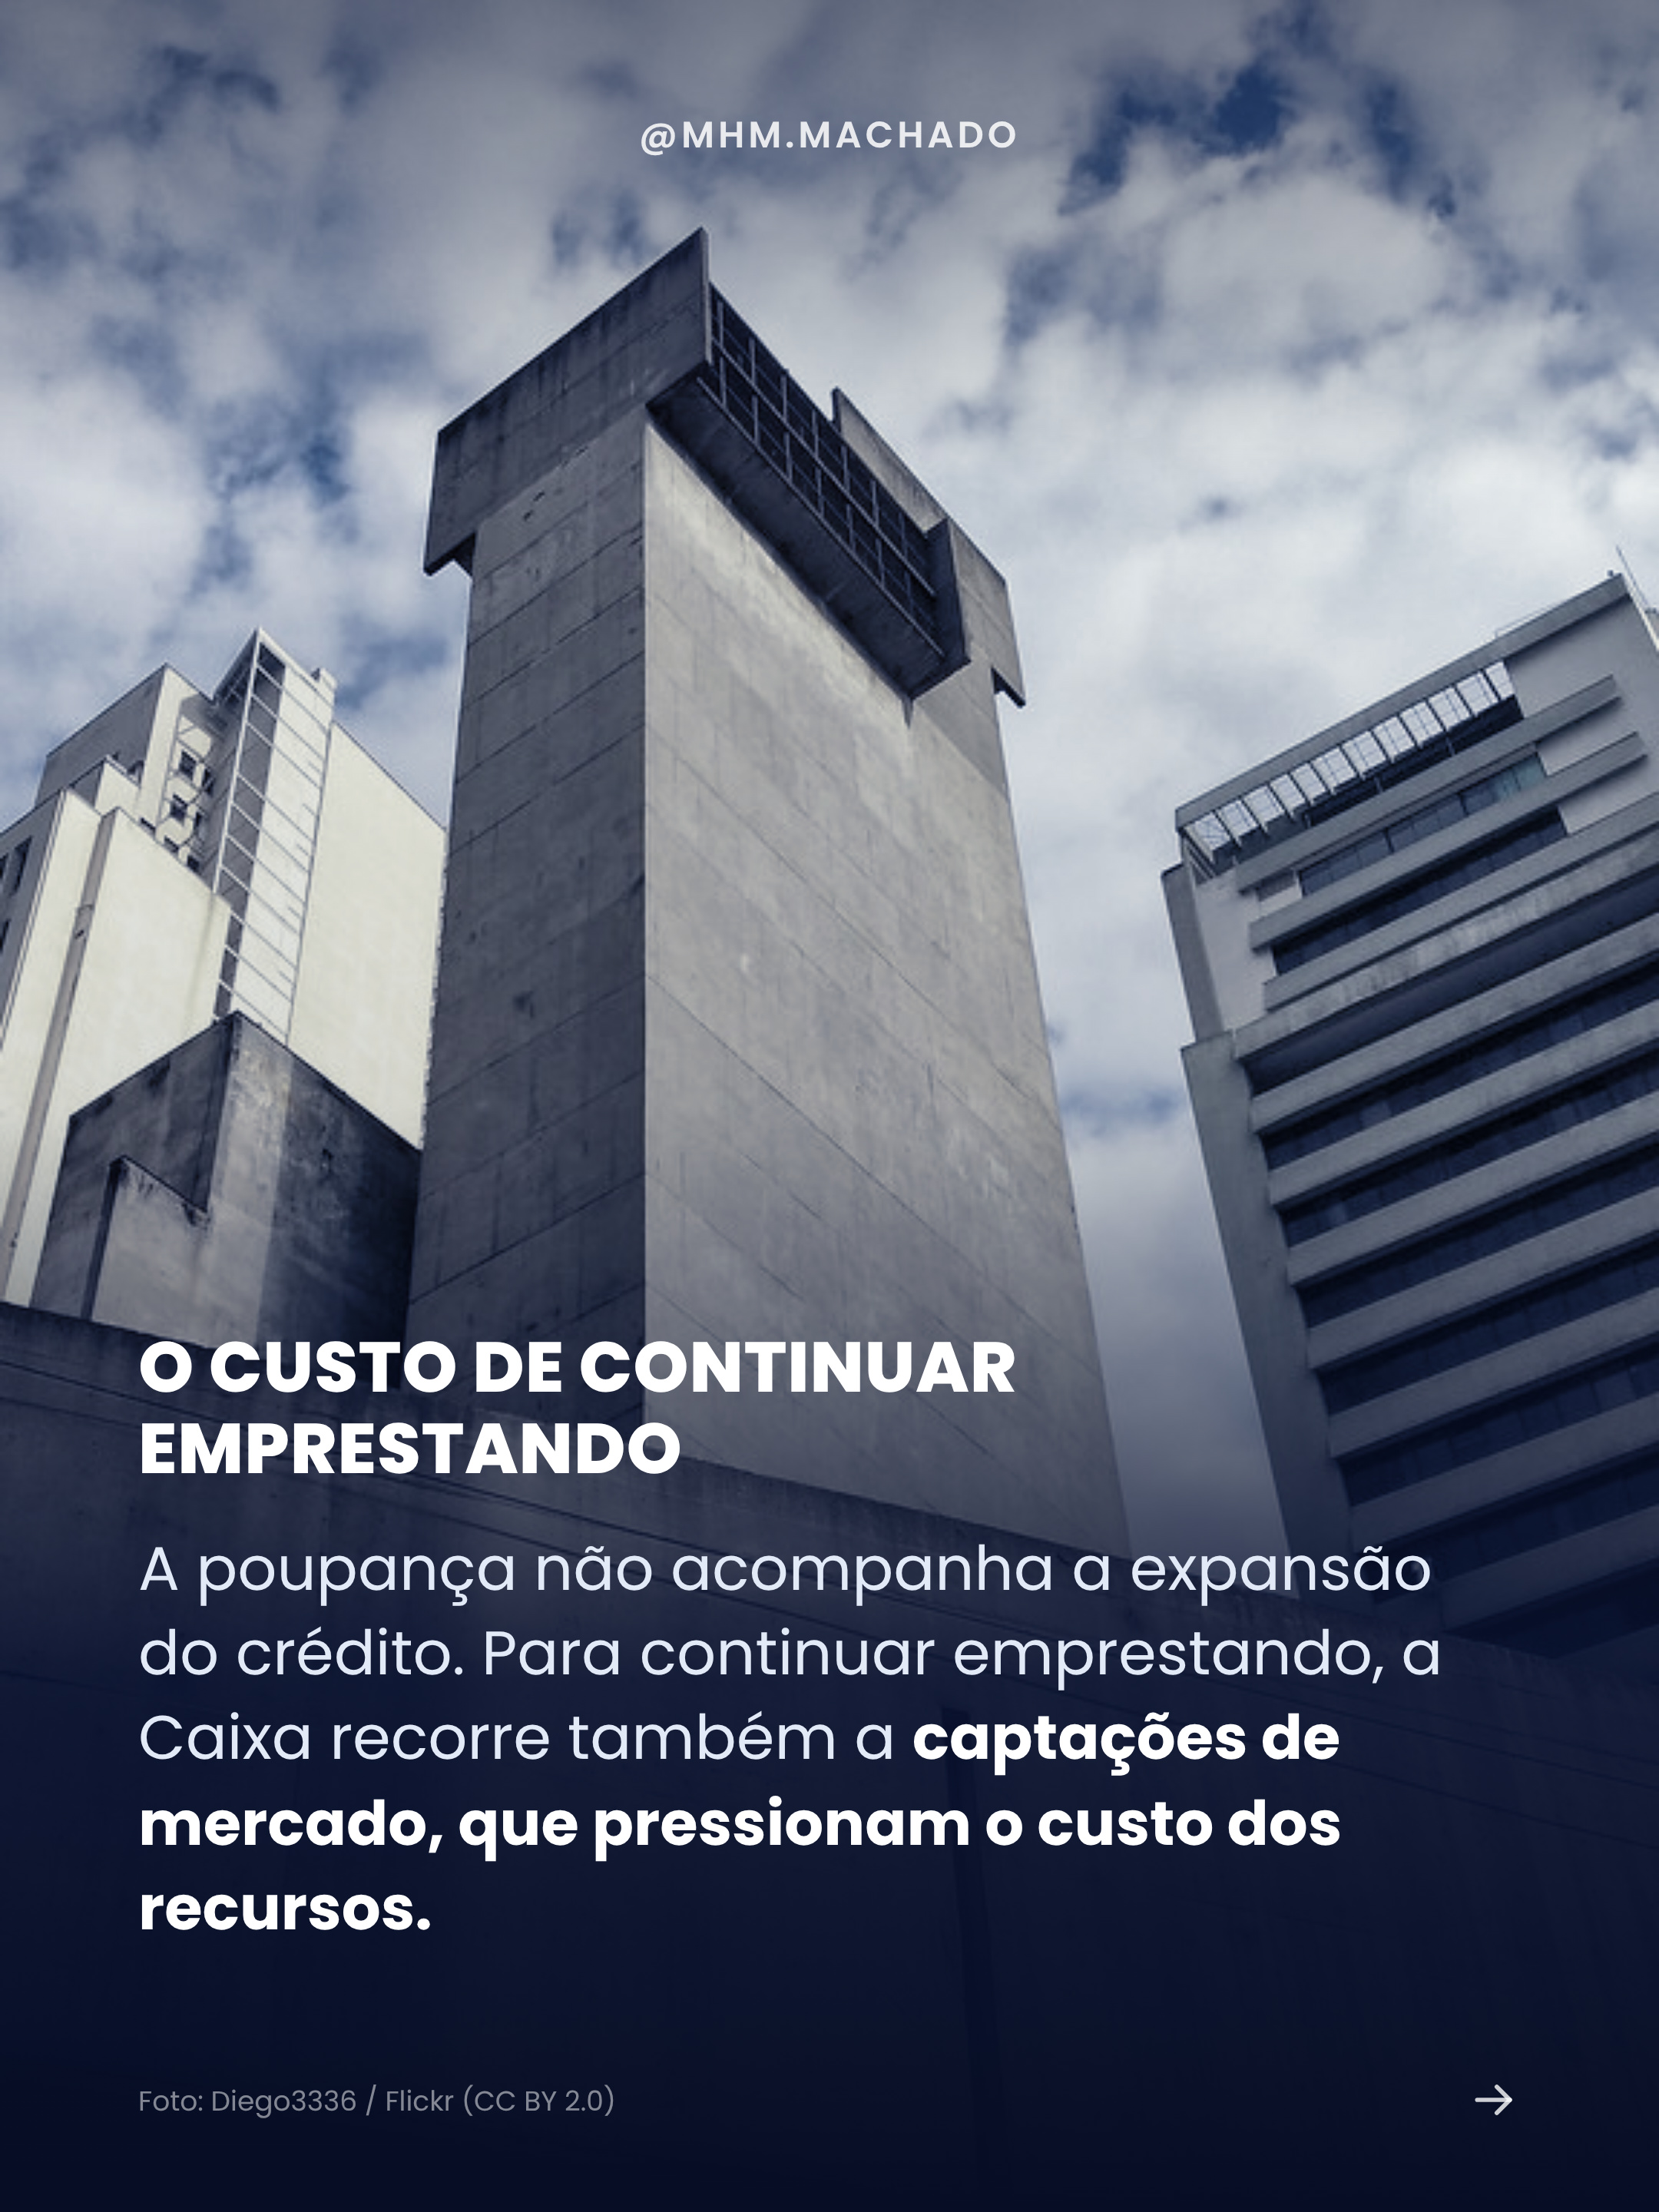 @MHM.MACHADO
O CUSTO DE CONTINUAR
EMPRESTANDO
A poupança não acompanha a expansão
do crédito. Para continuar emprestando, a
Caixa recorre também a captações de
mercado, que pressionam o custo dos
recursos.
Foto: Diego3336 / Flickr (CC BY 2.0)